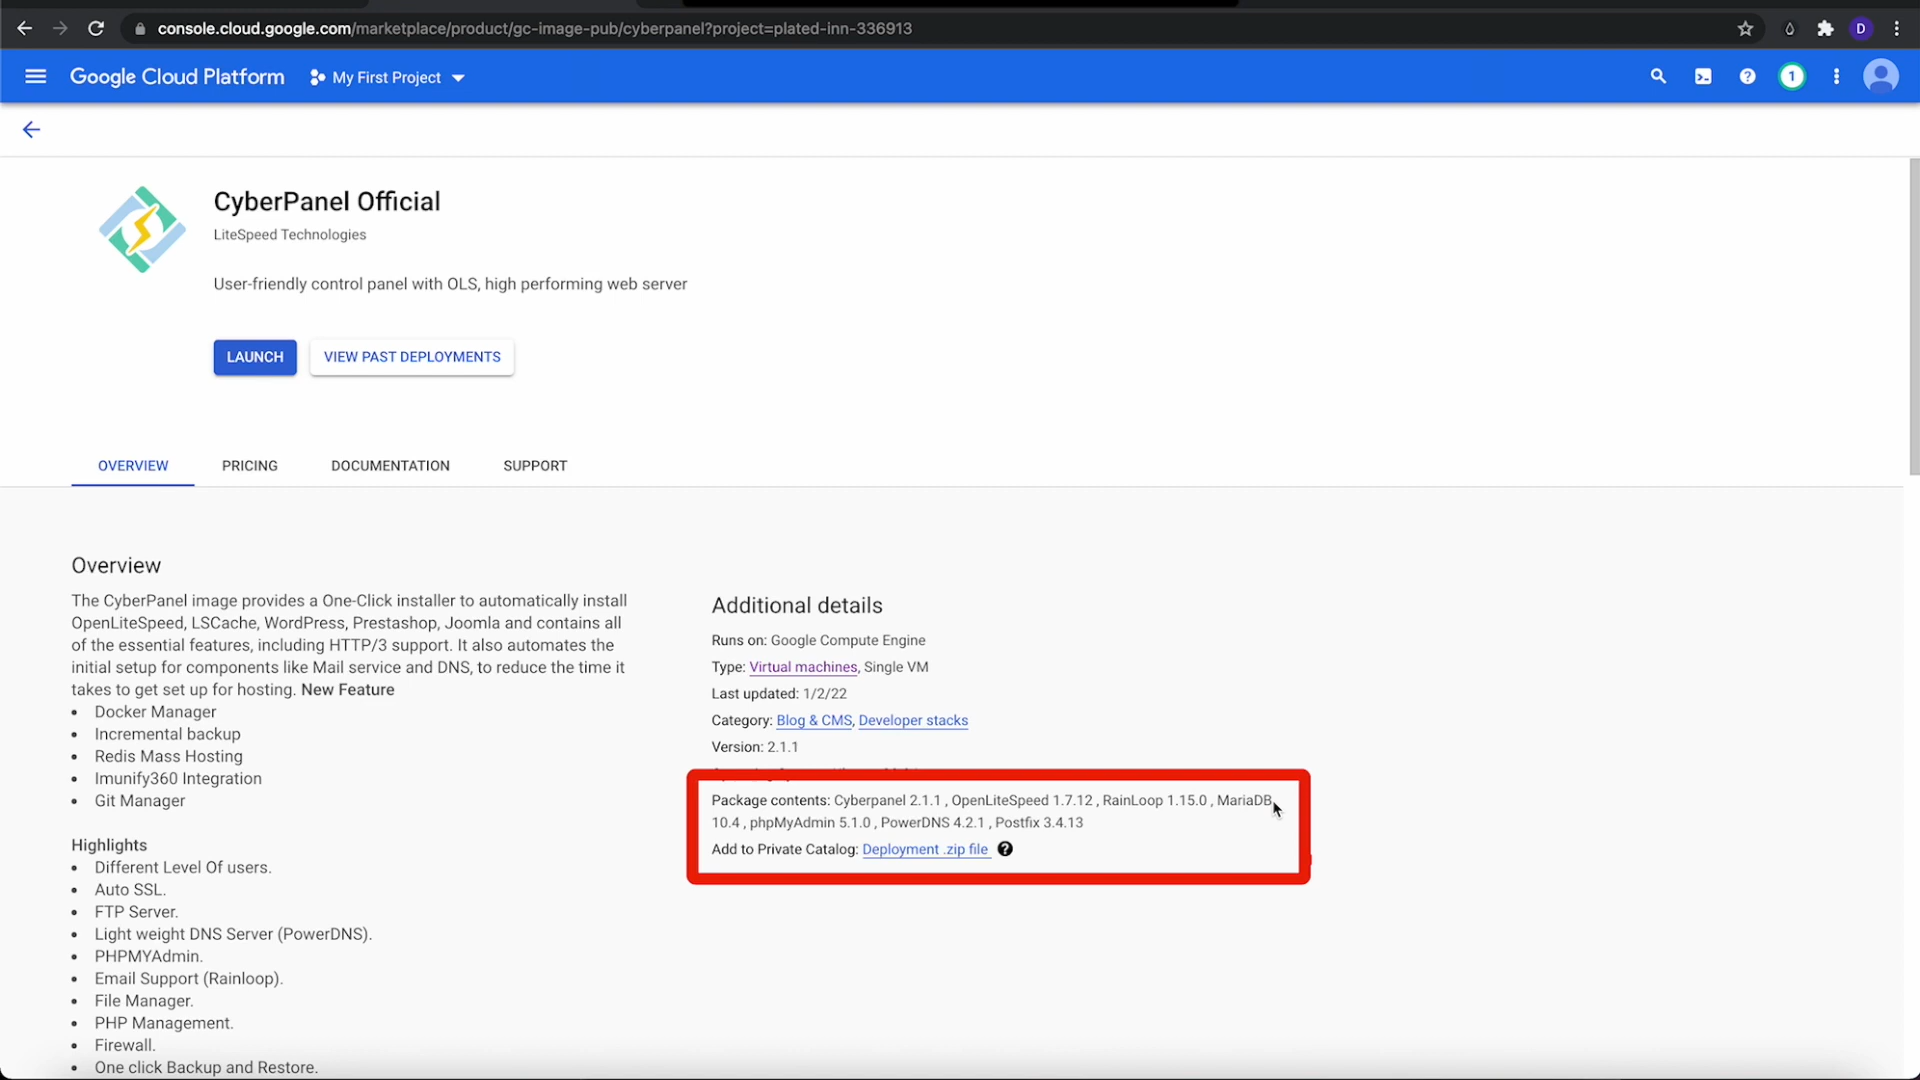 console.cloud.google.com/marketplace/product/gc-image-pub/cyberpanel?project=plated-inn-336913
D
Google Cloud Platform
My First Project
1
CyberPanel Official
LiteSpeed Technologies
User-friendly control panel with OLS, high performing web server
LAUNCH
VIEW PAST DEPLOYMENTS
OVERVIEW
PRICING
DOCUMENTATION
SUPPORT
Overview
The CyberPanel image provides a One-Click installer to automatically install
OpenLiteSpeed, LSCache, WordPress, Prestashop, Joomla and contains all
of the essential features, including HTTP/3 support. It also automates the
initial setup for components like Mail service and DNS, to reduce the time it
takes to get set up for hosting. New Feature
• Docker Manager
• Incremental backup
• Redis Mass Hosting
• Imunify360 Integration
• Git Manager
Highlights
• Different Level Of users.
• Auto SSL.
• FTP Server.
• Light weight DNS Server (PowerDNS).
• PHPMYAdmin.
• Email Support (Rainloop).
• File Manager.
• PHP Management.
• Firewall.
• One click Backup and Restore.
Additional details
Runs on: Google Compute Engine
Type: Virtual machines, Single VM
Last updated: 1/2/22
Category: Blog & CMS, Developer stacks
Version: 2.1.1
Package contents: Cyberpanel 2.1.1 , OpenLiteSpeed 1.7.12 , RainLoop 1.15.0 , MariaDB
10.4 , phpMyAdmin 5.1.0 , PowerDNS 4.2.1 , Postfix 3.4.13
Add to Private Catalog: Deployment .zip file